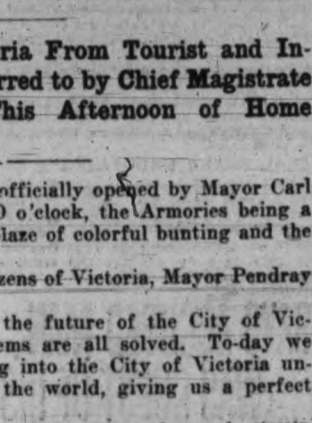 ria From Tourist and In-
rred to by Chief Magistrate
This Afternoon of Home
officially opened by Mayor Carl
o'clock, the Armories being a
laze of colorful bunting and the
zens of Victoria, Mayor Pendray
the future of the City of Vic-
ems are all solved. To-day we
g into the City of Victoria un-
the world, giving us a perfect